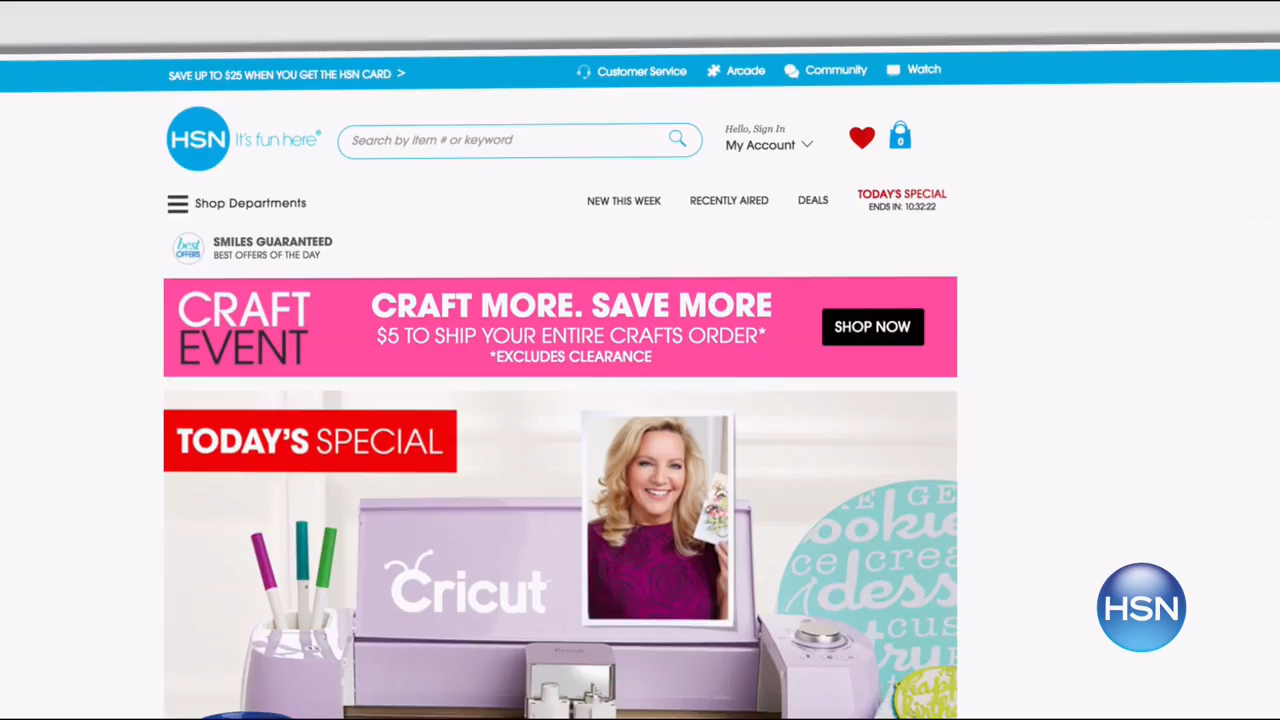 SAVE UP TO $25 WHEN YOU GET THE HSN CARD >
Customer Service
Arcade
Community
Watch
HSN It's fun here®
Search by item # or keyword
Hello, Sign In
My Account
0
Shop Departments
NEW THIS WEEK
RECENTLY AIRED
DEALS
TODAY'S SPECIAL
ENDS IN: 10:32:22
best
OFFERS
SMILES GUARANTEED
BEST OFFERS OF THE DAY
CRAFT
EVENT
CRAFT MORE. SAVE MORE
$5 TO SHIP YOUR ENTIRE CRAFTS ORDER*
*EXCLUDES CLEARANCE
SHOP NOW
TODAY'S SPECIAL
Cricut™
Cricut
HSN